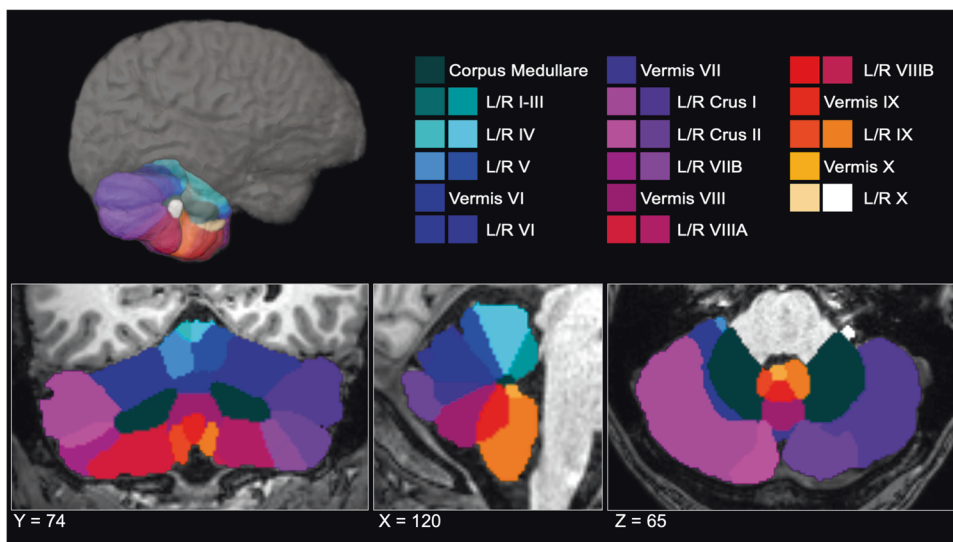 Corpus Medullare
L/R I-III
L/R IV
L/R V
Vermis VI
L/R VI
Vermis VII
L/R Crus I
L/R Crus II
L/R VIIB
Vermis VIII
L/R VIIIA
L/R VIIIB
Vermis IX
L/R IX
Vermis X
L/R X
Y = 74
X = 120
Z = 65